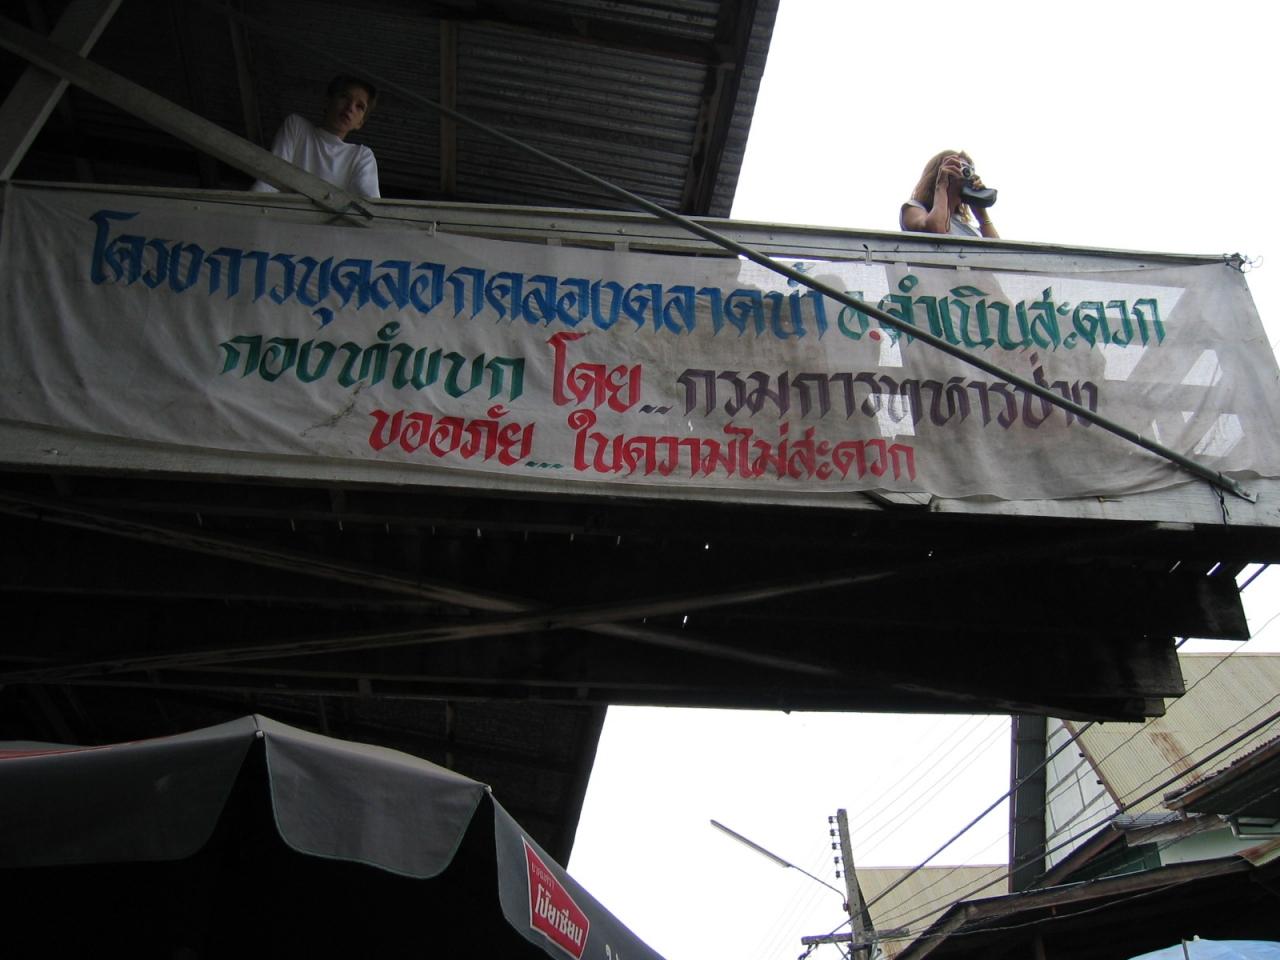 โครงการขุดลอกคลองตลาดน้ำ อ.ดำเนินสะดวก
กองทัพบก โดย... กรมการทหารช่าง
ขออภัย... ในความไม่สะดวก
โป๊ยเซียน